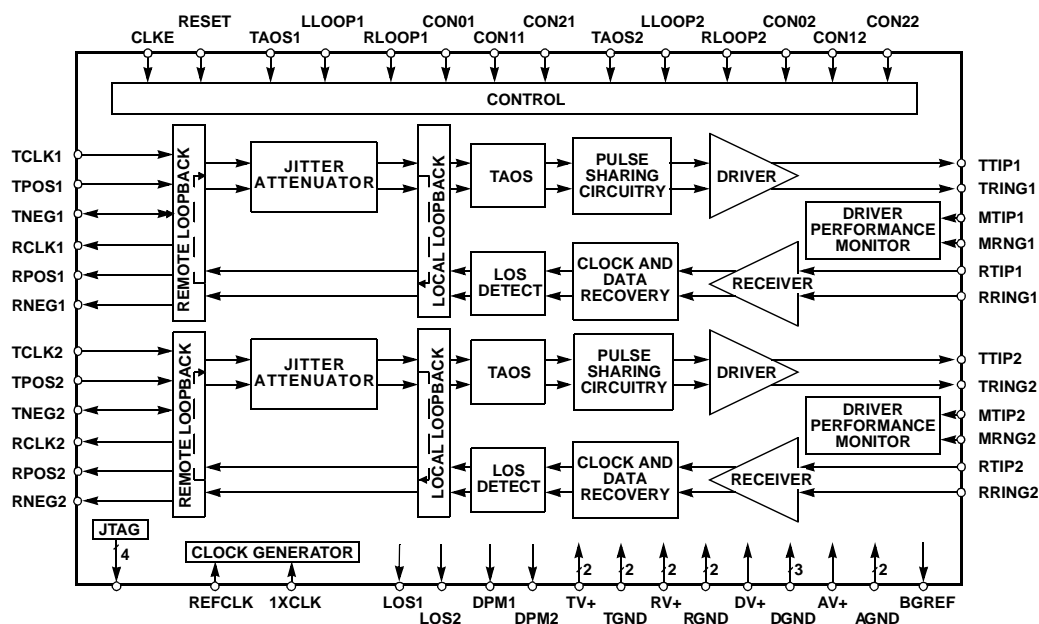 CLKE
RESET
TAOS1
LLOOP1
RLOOP1
CON01
CON11
CON21
TAOS2
LLOOP2
RLOOP2
CON02
CON12
CON22
CONTROL
TCLK1
TPOS1
TNEG1
RCLK1
RPOS1
RNEG1
REMOTE LOOPBACK
JITTER
ATTENUATOR
LOCAL LOOPBACK
TAOS
PULSE
SHARING
CIRCUITRY
DRIVER
LOS
DETECT
CLOCK AND
DATA
RECOVERY
RECEIVER
DRIVER
PERFORMANCE
MONITOR
TTIP1
TRING1
MTIP1
MRNG1
RTIP1
RRING1
TCLK2
TPOS2
TNEG2
RCLK2
RPOS2
RNEG2
REMOTE LOOPBACK
JITTER
ATTENUATOR
LOCAL LOOPBACK
TAOS
PULSE
SHARING
CIRCUITRY
DRIVER
LOS
DETECT
CLOCK AND
DATA
RECOVERY
RECEIVER
DRIVER
PERFORMANCE
MONITOR
TTIP2
TRING2
MTIP2
MRNG2
RTIP2
RRING2
JTAG
4
CLOCK GENERATOR
2
2
2
2
3
2
REFCLK
1XCLK
LOS1
LOS2
DPM1
DPM2
TV+
TGND
RV+
RGND
DV+
DGND
AV+
AGND
BGREF